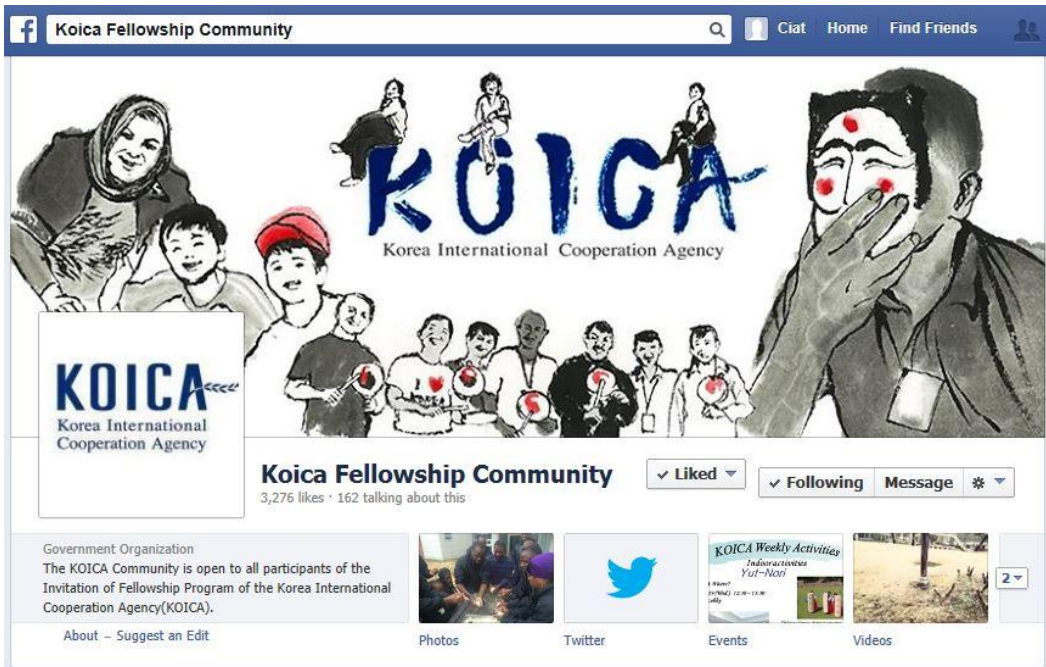 Koica Fellowship Community
Ciat Home Find Friends
KOICA
Korea International Cooperation Agency
I
KOICA
Korea International
Cooperation Agency
Koica Fellowship Community
3,276 likes · 162 talking about this
Liked
Following Message
Government Organization
The KOICA Community is open to all participants of the
Invitation of Fellowship Program of the Korea International
Cooperation Agency(KOICA).
About – Suggest an Edit
KOICA Weekly Activities
Indooractivities
Yut-Nori
Where?
2
Photos Twitter Events Videos